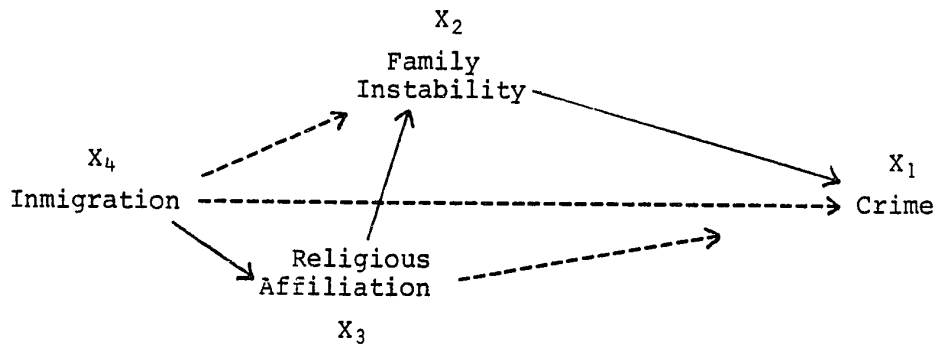 X₂
Family
Instability
X₄
X₁
Inmigration
Crime
Religious
Affiliation
X₃